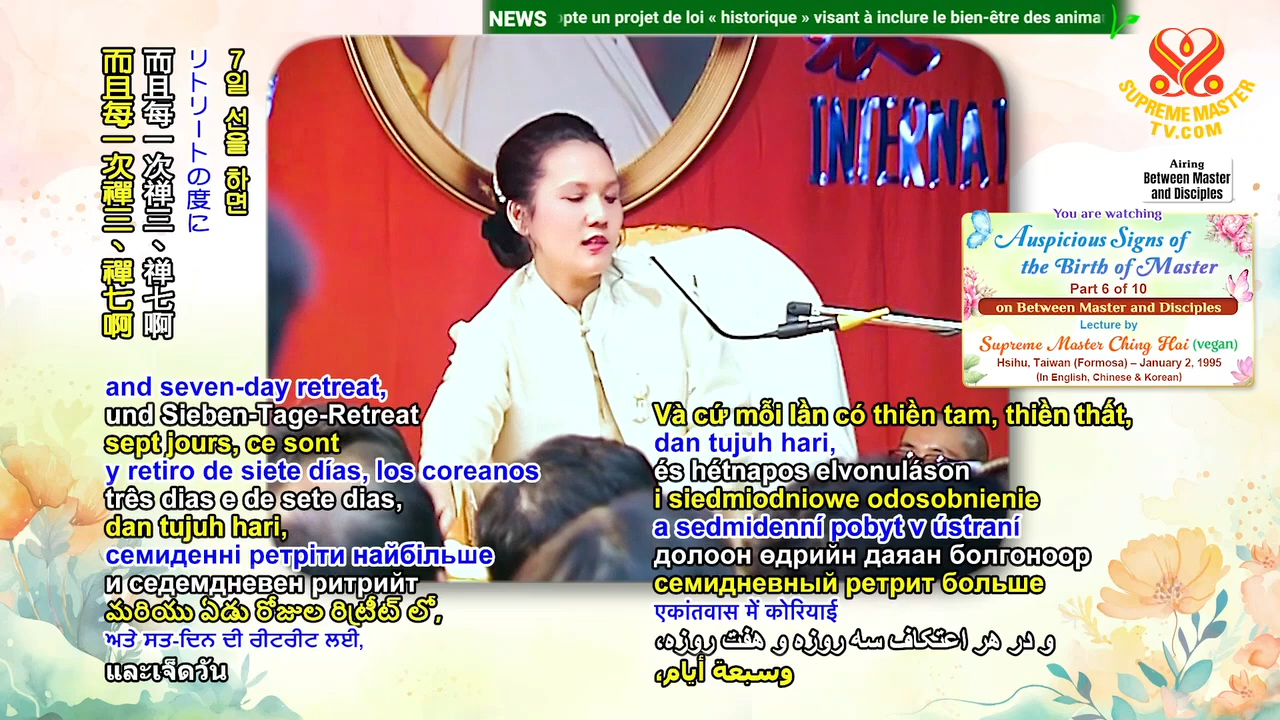 NEWS opte un projet de loi « historique » visant à inclure le bien-être des anima
SUPREME MASTER
TV.COM
Airing
Between Master
and Disciples
You are watching
Auspicious Signs of
the Birth of Master
Part 6 of 10
on Between Master and Disciples
Lecture by
Supreme Master Ching Hai (vegan)
Hsihu, Taiwan (Formosa) – January 2, 1995
(In English, Chinese & Korean)
INTERNAT
而且每一次禪三、禪七啊
而且每一次禅三、禅七啊
リトリートの度に
7일 선을 하면
and seven-day retreat,
und Sieben-Tage-Retreat
sept jours, ce sont
y retiro de siete días, los coreanos
três dias e de sete dias,
dan tujuh hari,
семиденні ретріти найбільше
и седемдневен ритрийт
మరియు ఏడు రోజుల రిట్రీట్ లో,
ਅਤੇ ਸਤ-ਦਿਨ ਦੀ ਰੀਟਰੀਟ ਲਈ,
และเจ็ดวัน
Và cứ mỗi lần có thiền tam, thiền thất,
dan tujuh hari,
és hétnapos elvonuláson
i siedmiodniowe odosobnienie
a sedmidenní pobyt v ústraní
долоон өдрийн даяан болгоноор
семидневный ретрит больше
एकांतवास में कोरियाई
و در هر اعتکاف سه روزه و هفت روزه،
وسبعة أيام،